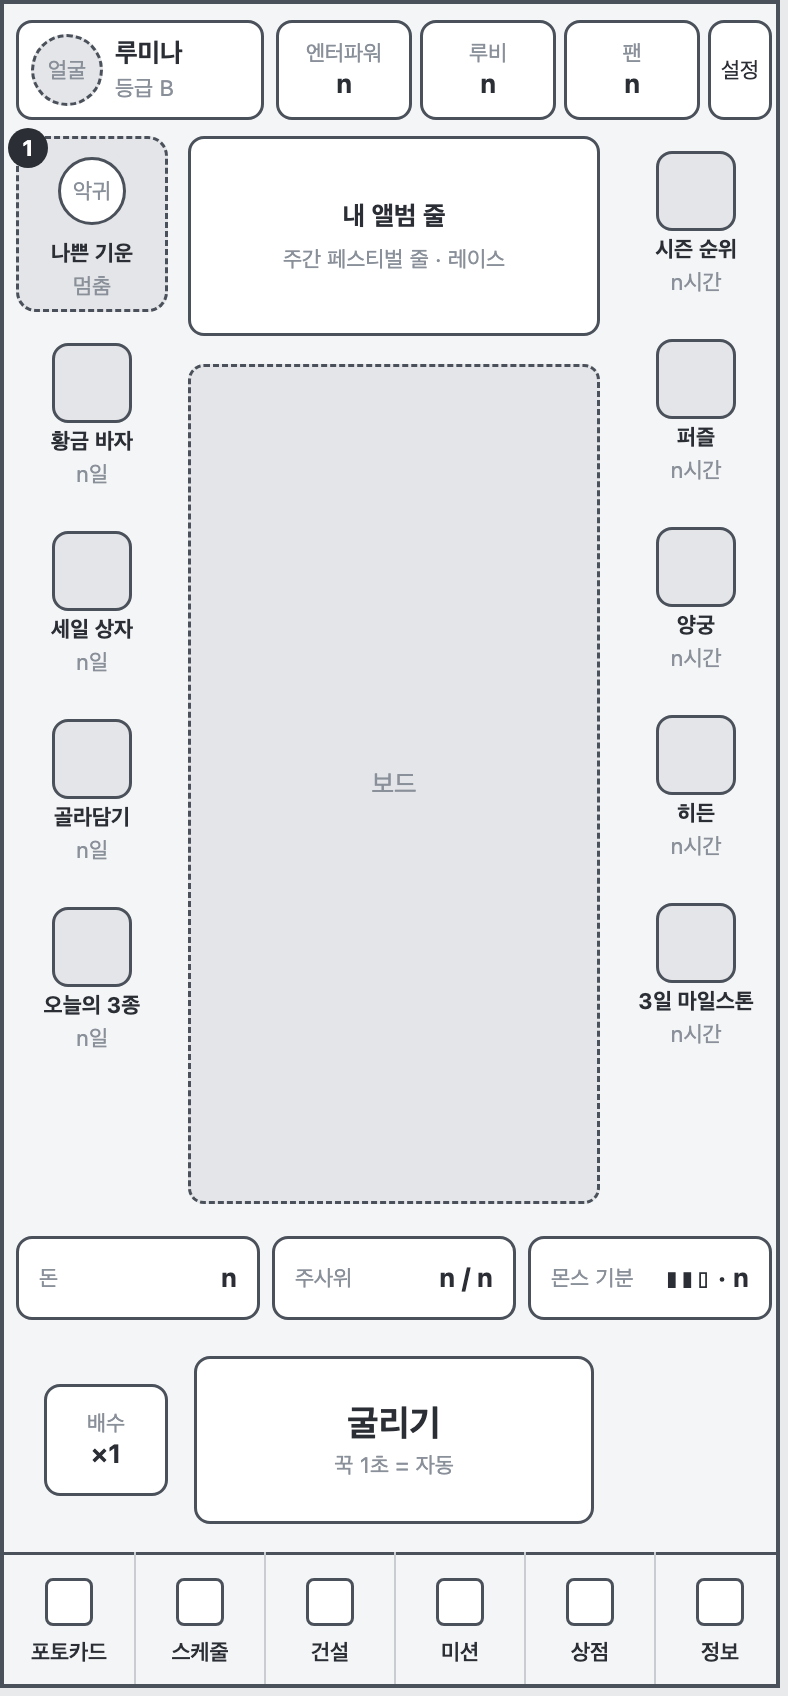 얼굴
루미나
등급 B
엔터파워
n
루비
n
팬
n
설정
1
악귀
나쁜 기운
멈춤
내 앨범 줄
주간 페스티벌 줄 · 레이스
시즌 순위
n시간
황금 바자
n일
퍼즐
n시간
세일 상자
n일
양궁
n시간
보드
골라담기
n일
히든
n시간
오늘의 3종
n일
3일 마일스톤
n시간
돈 n
주사위 n / n
몬스 기분 ▮▮▯ · n
배수
×1
굴리기
꾹 1초 = 자동
포토카드
스케줄
건설
미션
상점
정보